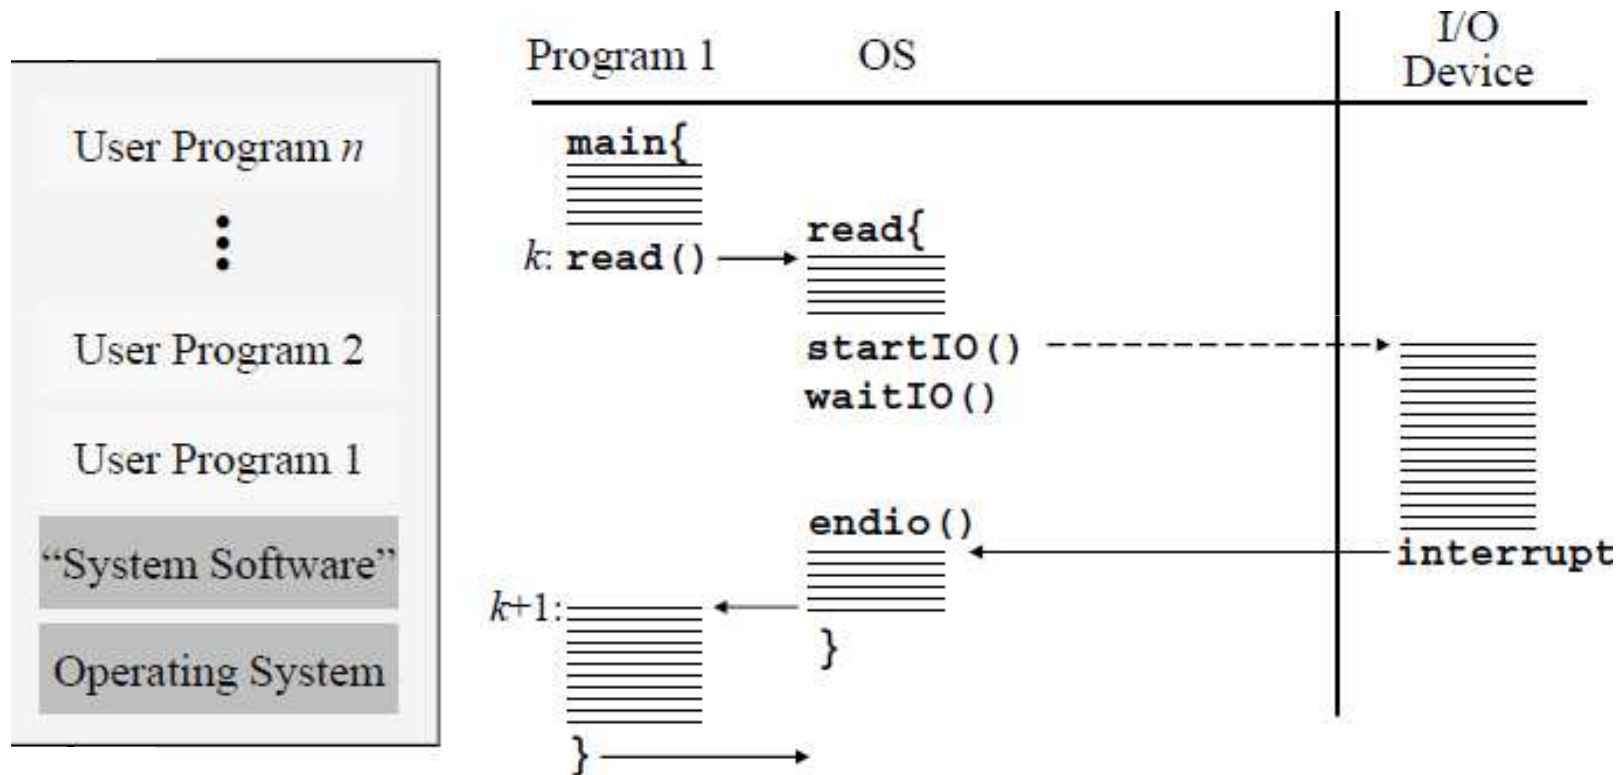 User Program n
User Program 2
User Program 1
“System Software”
Operating System
Program 1
OS
I/O
Device
main{
k: read()
read{
startIO()
waitIO()
endio()
interrupt
k+1:
}
}